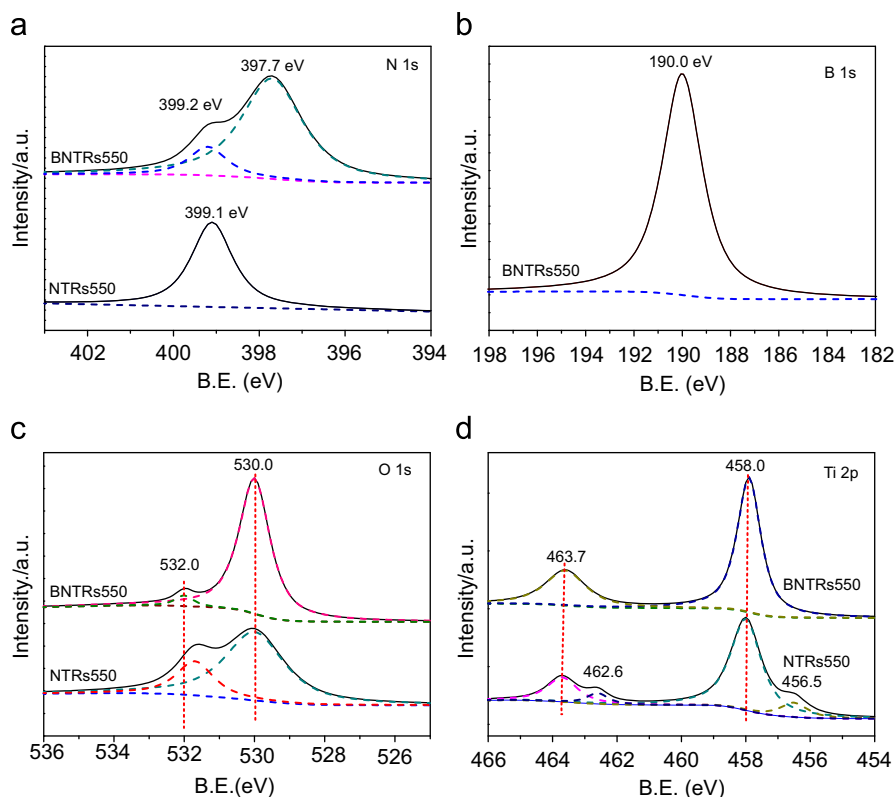 a
N 1s
397.7 eV
399.2 eV
BNTRs550
399.1 eV
NTRs550
Intensity/a.u.
402 400 398 396 394
B.E. (eV)
b
B 1s
190.0 eV
BNTRs550
Intensity/a.u.
198 196 194 192 190 188 186 184 182
B.E. (eV)
c
O 1s
530.0
532.0
BNTRs550
NTRs550
Intensity./a.u.
536 534 532 530 528 526
B.E.(eV)
d
Ti 2p
458.0
463.7
BNTRs550
NTRs550
462.6
456.5
Intensity/a.u.
466 464 462 460 458 456 454
B.E. (eV)